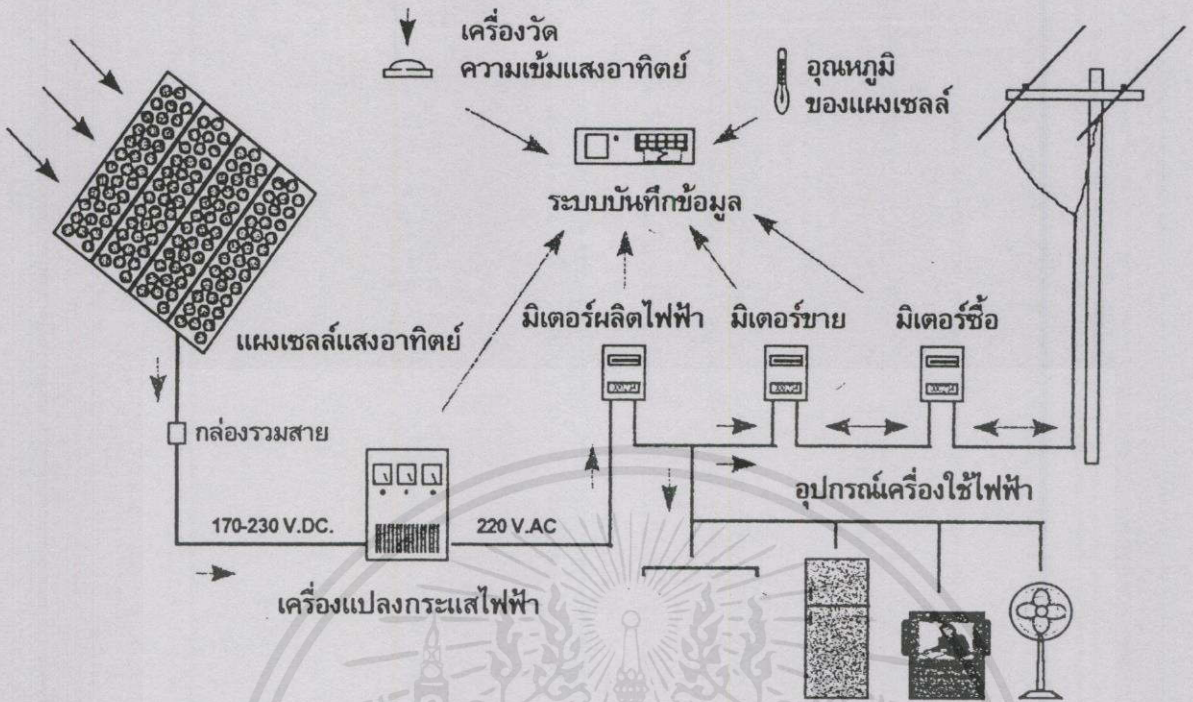 เครื่องวัด
ความเข้มแสงอาทิตย์
อุณหภูมิ
ของแผงเซลล์
ระบบบันทึกข้อมูล
แผงเซลล์แสงอาทิตย์
มิเตอร์ผลิตไฟฟ้า
มิเตอร์ขาย
มิเตอร์ซื้อ
กล่องรวมสาย
อุปกรณ์เครื่องใช้ไฟฟ้า
170-230 V.DC.
220 V.AC
เครื่องแปลงกระแสไฟฟ้า